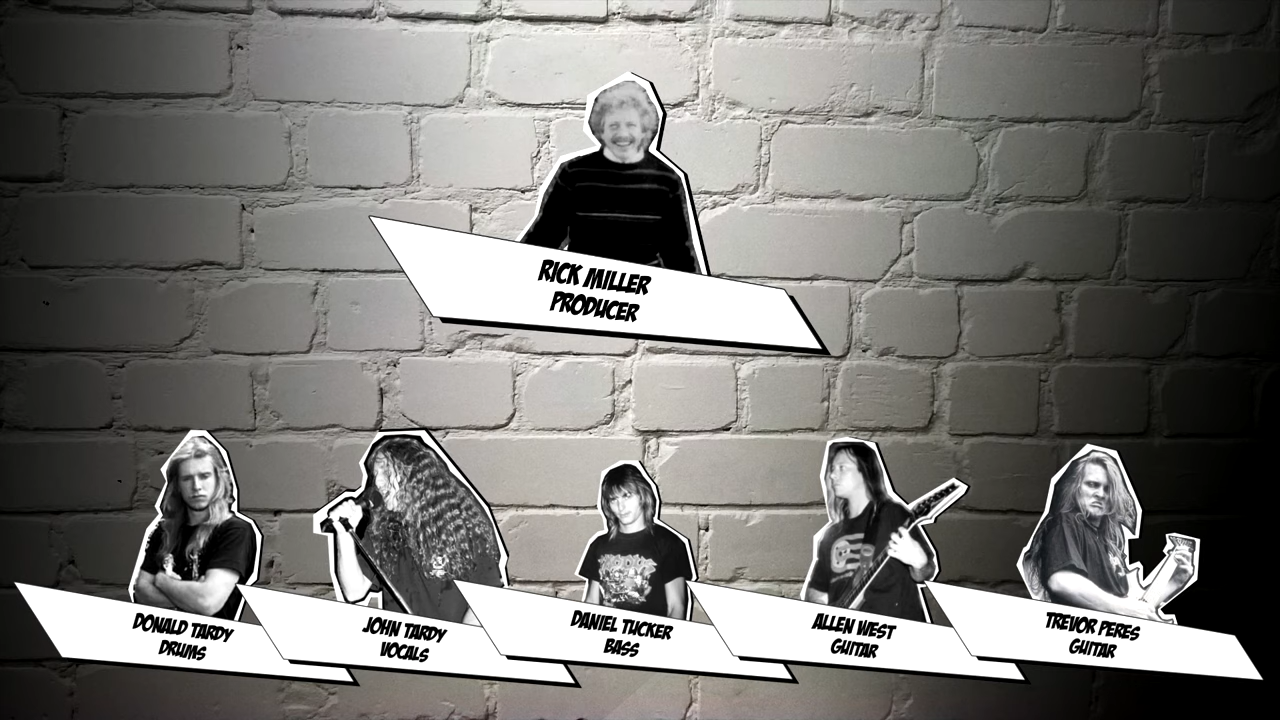 RICK MILLER
PRODUCER
DONALD TARDY
DRUMS
JOHN TARDY
VOCALS
DANIEL TUCKER
BASS
ALLEN WEST
GUITAR
TREVOR PERES
GUITAR